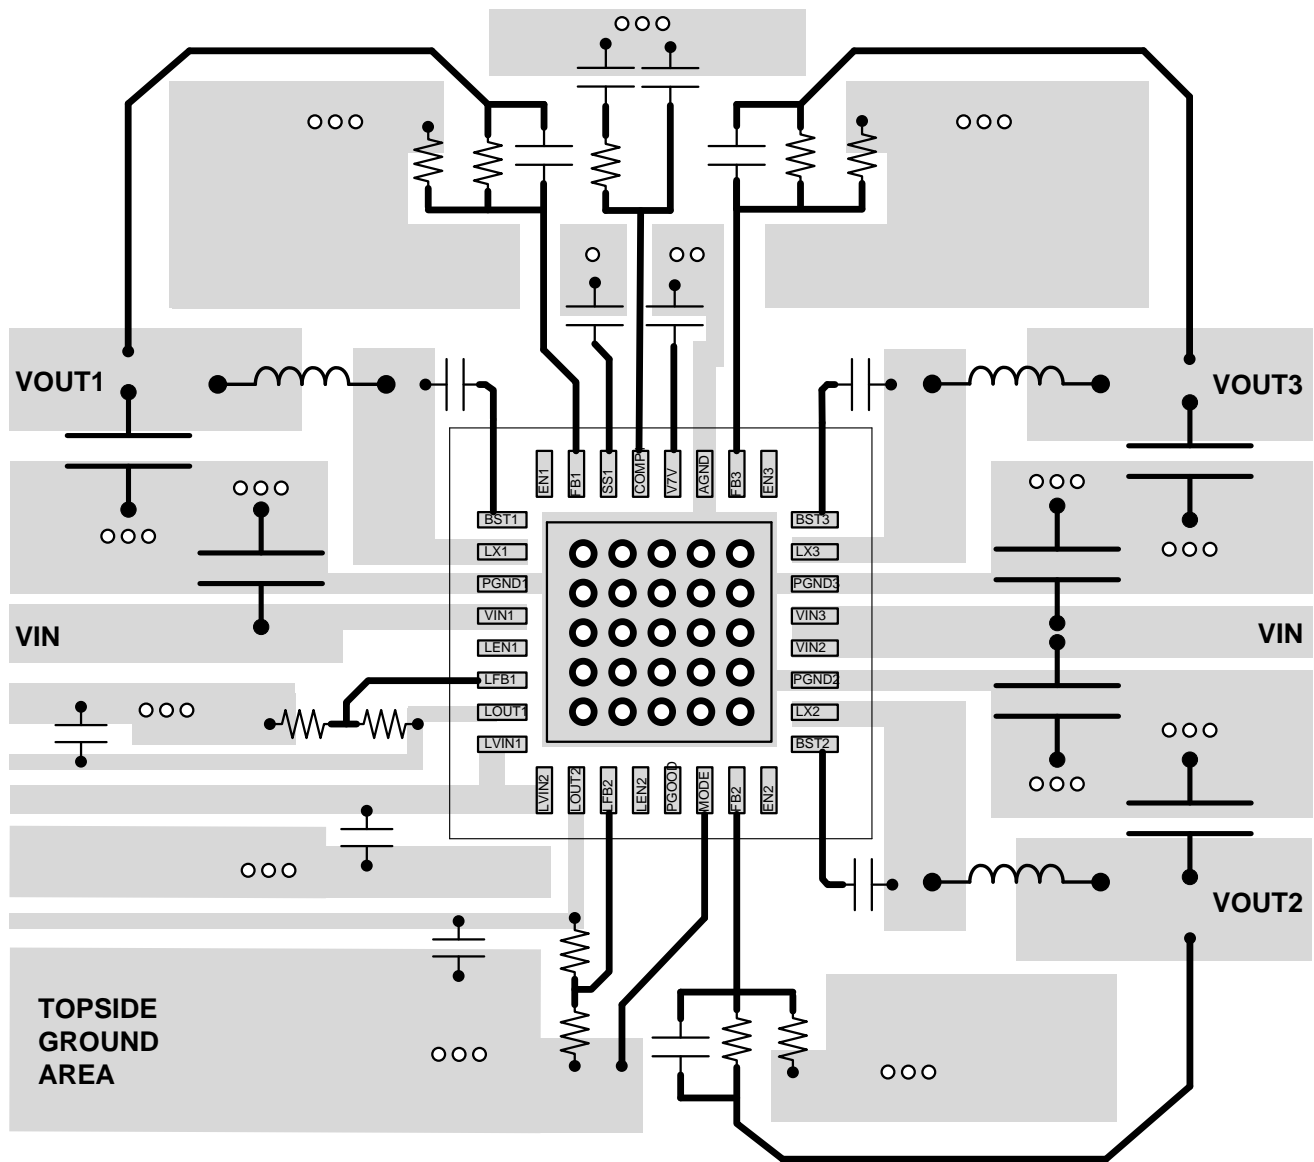 VOUT1
VOUT3
EN1
FB1
SS1
COMP
V7V
AGND
FB3
EN3
BST1
BST3
LX1
LX3
PGND1
PGND3
VIN
VIN1
VIN3
VIN
LEN1
VIN2
LFB1
PGND2
LOUT1
LX2
LVIN1
BST2
LVIN2
LOUT2
LFB2
LEN2
PGOOD
MODE
FB2
EN2
VOUT2
TOPSIDE
GROUND
AREA